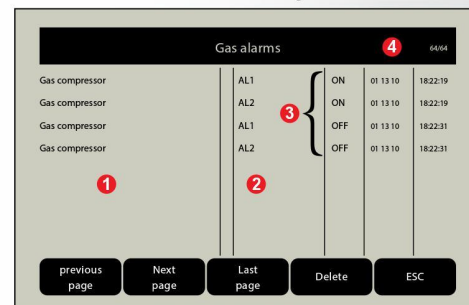 Gas alarms 4 64/64
Gas compressor AL1 ON 01 13 10 18:22:19
Gas compressor AL2 ON 01 13 10 18:22:19
3
Gas compressor AL1 OFF 01 13 10 18:22:31
Gas compressor AL2 OFF 01 13 10 18:22:31
1 2
previous page
Next page
Last page
Delete
ESC